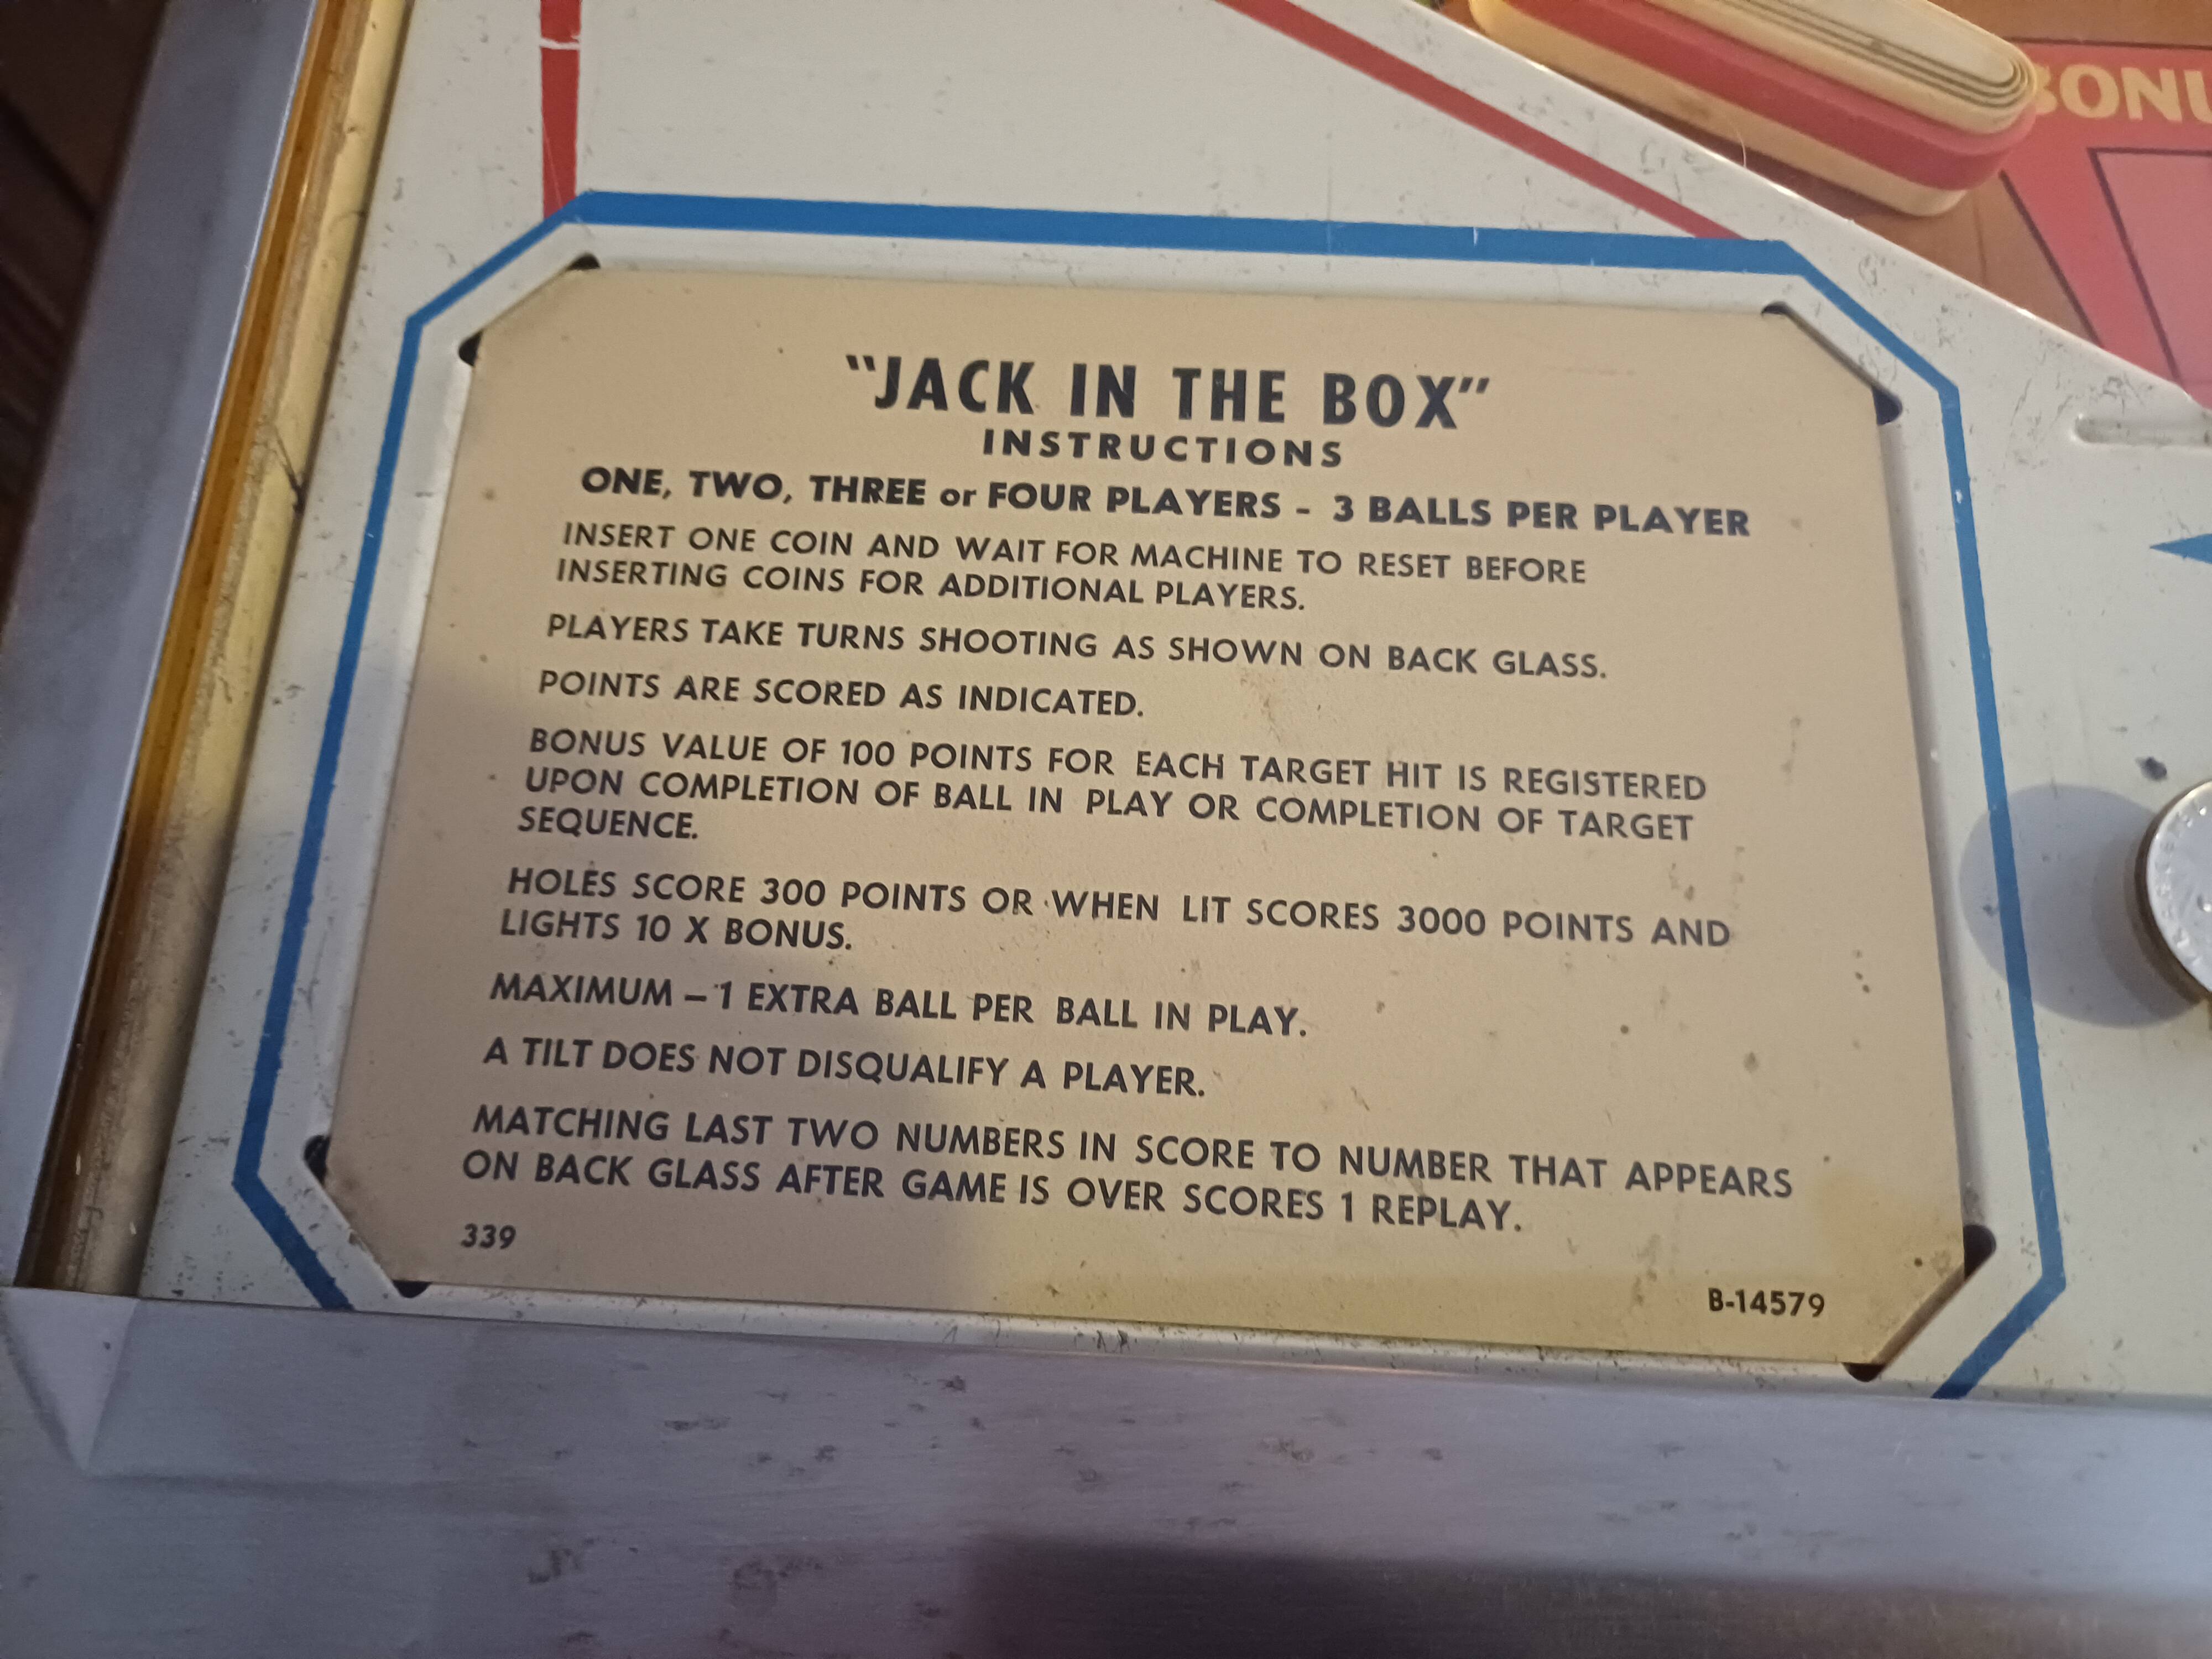 BONU
"JACK IN THE BOX"
INSTRUCTIONS
ONE, TWO, THREE or FOUR PLAYERS - 3 BALLS PER PLAYER
INSERT ONE COIN AND WAIT FOR MACHINE TO RESET BEFORE
INSERTING COINS FOR ADDITIONAL PLAYERS.
PLAYERS TAKE TURNS SHOOTING AS SHOWN ON BACK GLASS.
POINTS ARE SCORED AS INDICATED.
BONUS VALUE OF 100 POINTS FOR EACH TARGET HIT IS REGISTERED
UPON COMPLETION OF BALL IN PLAY OR COMPLETION OF TARGET
SEQUENCE.
HOLES SCORE 300 POINTS OR WHEN LIT SCORES 3000 POINTS AND
LIGHTS 10 X BONUS.
MAXIMUM – 1 EXTRA BALL PER BALL IN PLAY.
A TILT DOES NOT DISQUALIFY A PLAYER.
MATCHING LAST TWO NUMBERS IN SCORE TO NUMBER THAT APPEARS
ON BACK GLASS AFTER GAME IS OVER SCORES 1 REPLAY.
339
B-14579